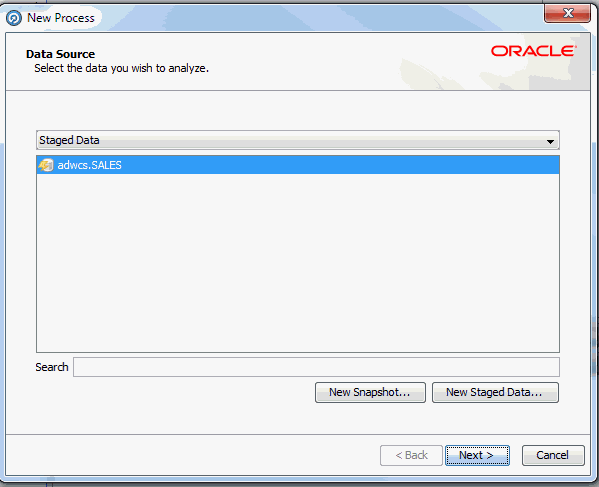 New Process
Data Source
ORACLE
Select the data you wish to analyze.
Staged Data
adwcs.SALES
Search
New Snapshot...
New Staged Data...
< Back
Next >
Cancel